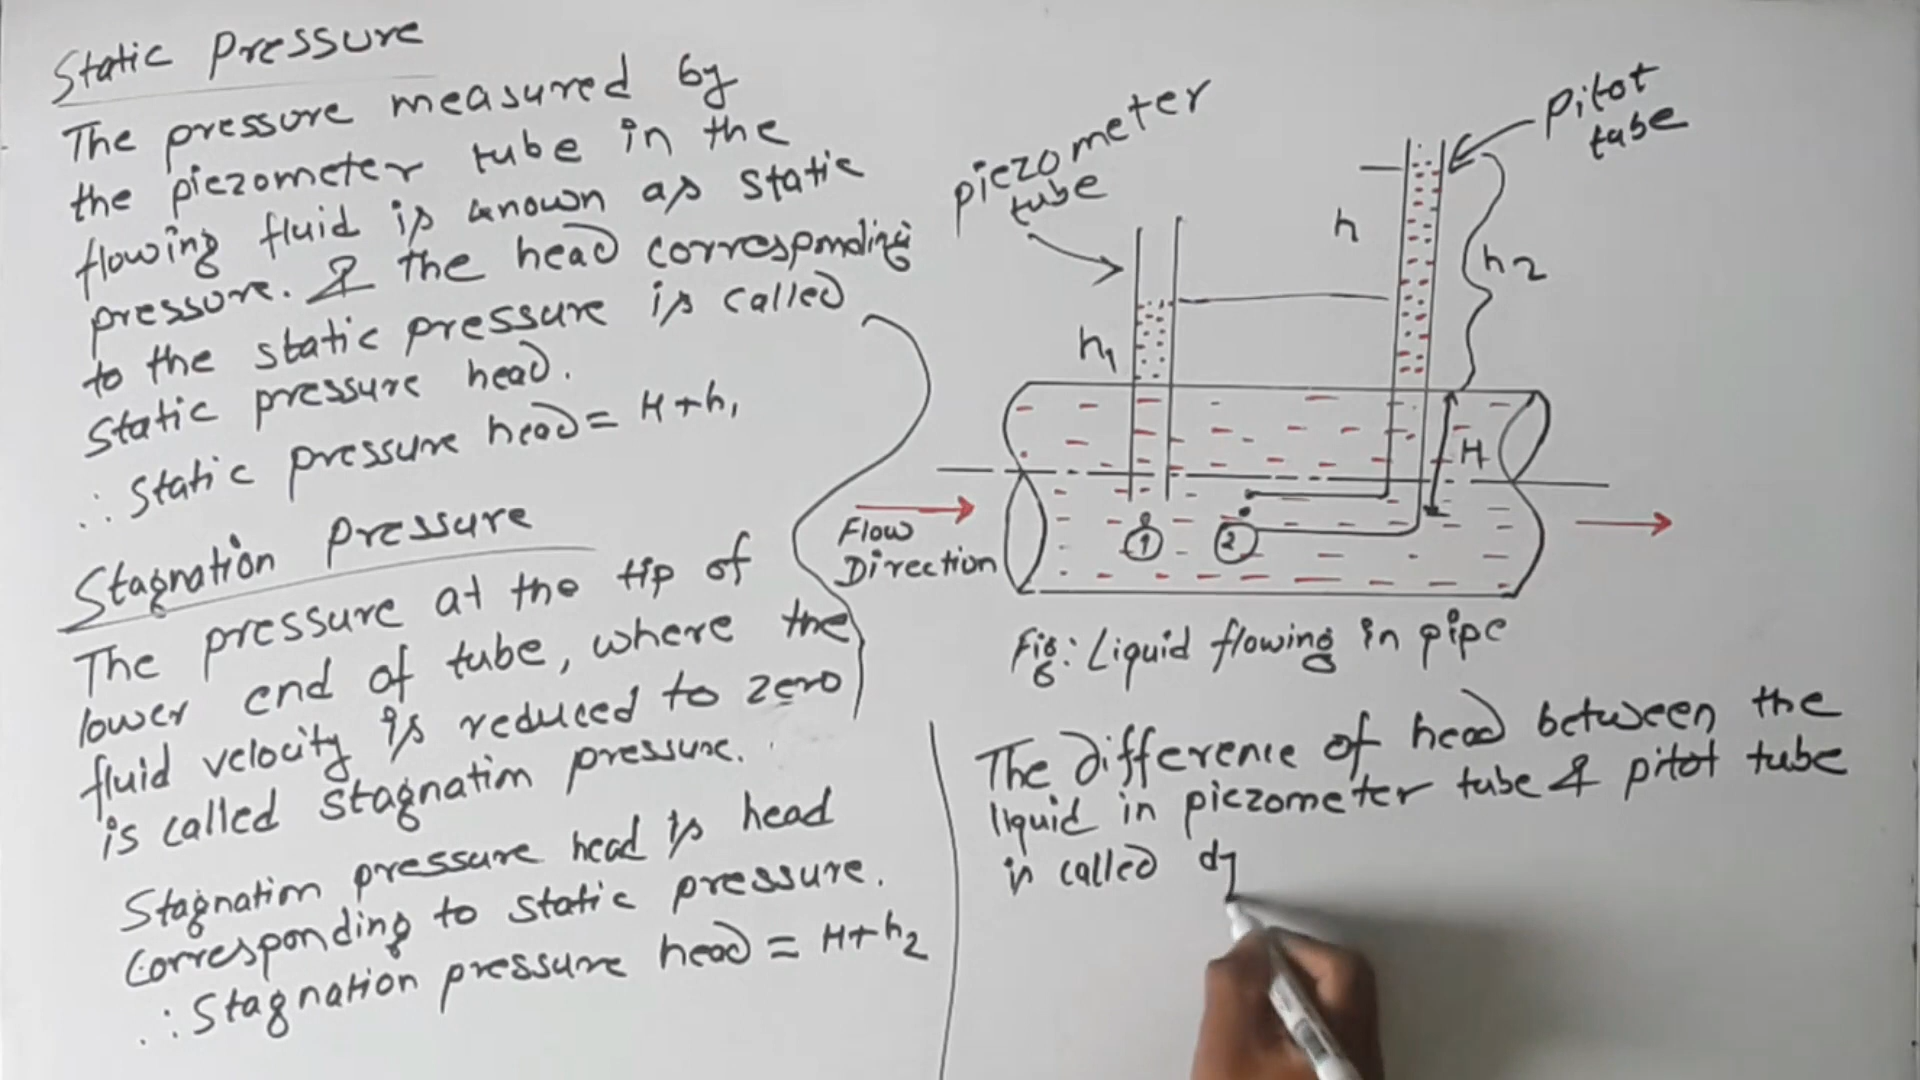 Static Pressure
The pressure measured by
the piezometer tube in the
flowing fluid is known as static
pressure. & the head corresponding
to the static pressure is called
static pressure head.
∴ Static pressure head = H+h₁
Stagnation Pressure
The pressure at the tip of
lower end of tube, where the
fluid velocity is reduced to zero
is called stagnation pressure.
Stagnation pressure head is head
corresponding to static pressure.
∴ Stagnation pressure head = H+h₂
piezometer
tube
pitot
tube
h
h₂
h₁
H
Flow
Direction
1
2
Fig: Liquid flowing in pipe
The difference of head between the
liquid in piezometer tube & pitot tube
is called dy